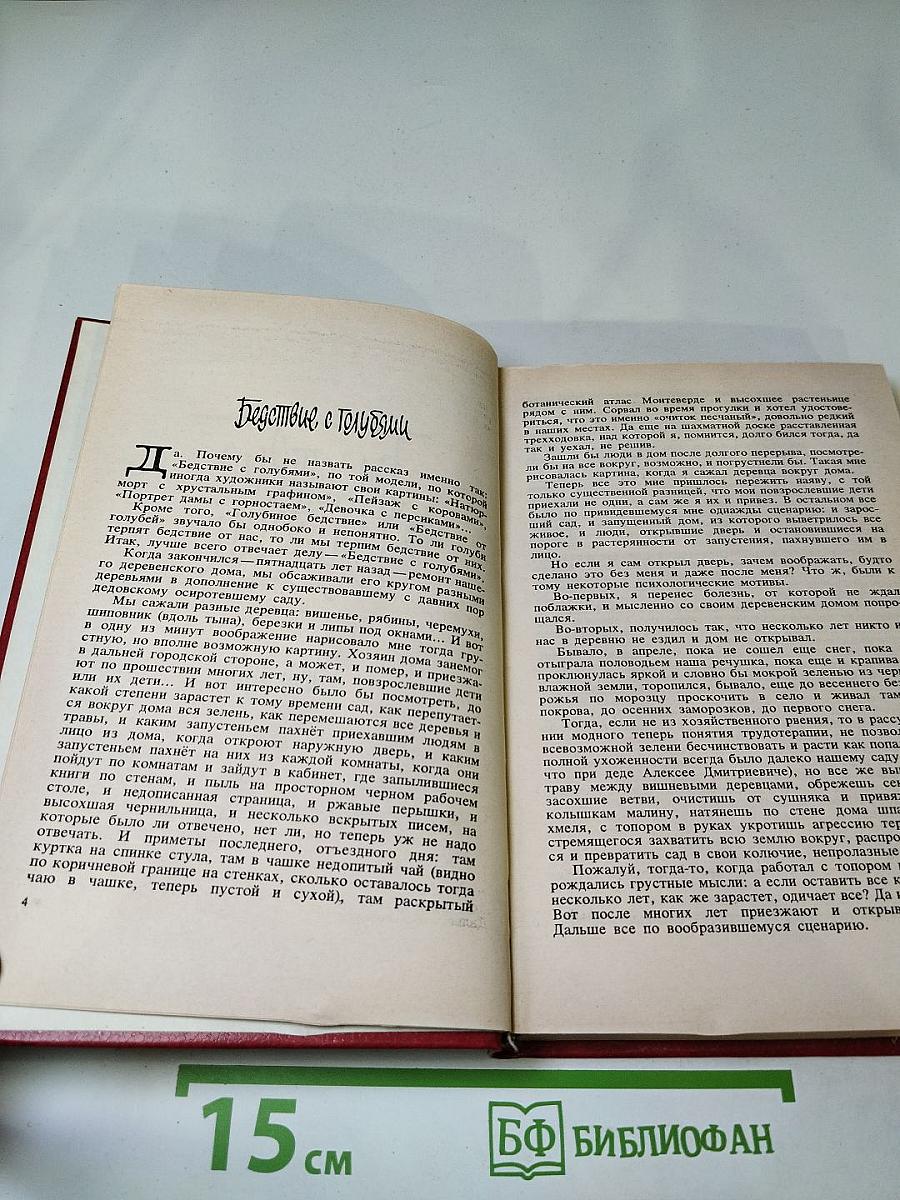 Бедствие с голубями
Да. Почему бы не назвать рассказ именно так:
«Бедствие с голубями», по той модели, по которой
иногда художники называют свои картины: «Натюр-
морт с хрустальным графином», «Пейзаж с коровами»,
«Портрет дамы с горностаем», «Девочка с персиками»...
Кроме того, «Голубиное бедствие» или «Бедствие от
голубей» звучало бы однобоко и непонятно. То ли голуби
терпят бедствие от нас, то ли мы терпим бедствие от них.
Итак, лучше всего отвечает делу — «Бедствие с голубями».
Когда закончился — пятнадцать лет назад — ремонт наше-
го деревенского дома, мы обсаживали его кругом разными
деревьями в дополнение к существовавшему с давних пор
дедовскому осиротевшему саду.
Мы сажали разные деревца: вишенье, рябины, черемухи,
шиповник (вдоль тына), березки и липы под окнами... И вот
в одну из минут воображение нарисовало мне тогда гру-
стную, но вполне возможную картину. Хозяин дома занемог
в дальней городской стороне, а может, и помер, и приезжа-
ют по прошествии многих лет, ну, там, повзрослевшие дети
или их дети... И вот интересно было бы посмотреть, до
какой степени зарастет к тому времени сад, как перепутает-
ся вокруг дома вся зелень, как перемешаются все деревья и
травы, и каким запустеньем пахнёт приехавшим людям в
лицо из дома, когда откроют наружную дверь, и каким
запустеньем пахнёт на них из каждой комнаты, когда они
пойдут по комнатам и зайдут в кабинет, где запылившиеся
книги по стенам, и пыль на просторном черном рабочем
столе, и недописанная страница, и ржавые перышки, и
высохшая чернильница, и несколько вскрытых писем, на
которые было ли отвечено, нет ли, но теперь уж не надо
отвечать. И приметы последнего, отъездного дня: там
куртка на спинке стула, там в чашке недопитый чай (видно
по коричневой границе на стенках, сколько оставалось тогда
чаю в чашке, теперь пустой и сухой), там раскрытый
4
ботанический атлас Монтеверде и высохшее растеньице
рядом с ним. Сорвал во время прогулки и хотел удостове-
риться, что это именно «очиток песчаный», довольно редкий
в наших местах. Да еще на шахматной доске расставленная
трехходовка, над которой я, помнится, долго бился тогда, да
так и уехал, не решив.
Зашли бы люди в дом после долгого перерыва, посмотре-
ли бы на все вокруг, возможно, и погрустнели бы. Такая мне
рисовалась картина, когда я сажал деревца вокруг дома.
Теперь все это мне пришлось пережить наяву, с той
только существенной разницей, что мои повзрослевшие дети
приехали не одни, а сам же я их и привез. В остальном все
было по привидевшемуся мне однажды сценарию: и зарос-
ший сад, и запущенный дом, из которого выветрилось все
живое, и люди, открывшие дверь и остановившиеся на
пороге в растерянности от запустения, пахнувшего им в
лицо.
Но если я сам открыл дверь, зачем воображать, будто
сделано это без меня и даже после меня? Что ж, были к
тому некоторые психологические мотивы.
Во-первых, я перенес болезнь, от которой не ждал
поблажки, и мысленно со своим деревенским домом попро-
щался.
Во-вторых, получилось так, что несколько лет никто и
нас в деревню не ездил и дом не открывал.
Бывало, в апреле, пока не сошел еще снег, пока
отыграла половодьем наша речушка, пока еще и крапива
проклюнулась яркой и словно бы мокрой зеленью из чер
влажной земли, торопился, бывало, еще до весеннего без
рожья по морозцу проскочить в село и живал там
покрова, до осенних заморозков, до первого снега.
Тогда, если не из хозяйственного рвения, то в рассу
нии модного теперь понятия трудотерапии, не позвол
всевозможной зелени бесчинствовать и расти как попал
полной ухоженности всегда было далеко нашему саду
что при деде Алексее Дмитриевиче), но все же вы
траву между вишневыми деревцами, обрежешь се
засохшие ветви, очистишь от сушняка и привя
колышкам малину, натянешь по стене дома шпа
хмеля, с топором в руках укротишь агрессию тер
стремящегося захватить всю землю вокруг, распро
ся и превратить сад в свои колючие, непролазные
Пожалуй, тогда-то, когда работал с топором
рождались грустные мысли: а если оставить все к
несколько лет, как же зарастет, одичает все? Да и
Вот после многих лет приезжают и открыв
Дальше все по вообразившемуся сценарию.
15 см
БФ БИБЛИОФАН